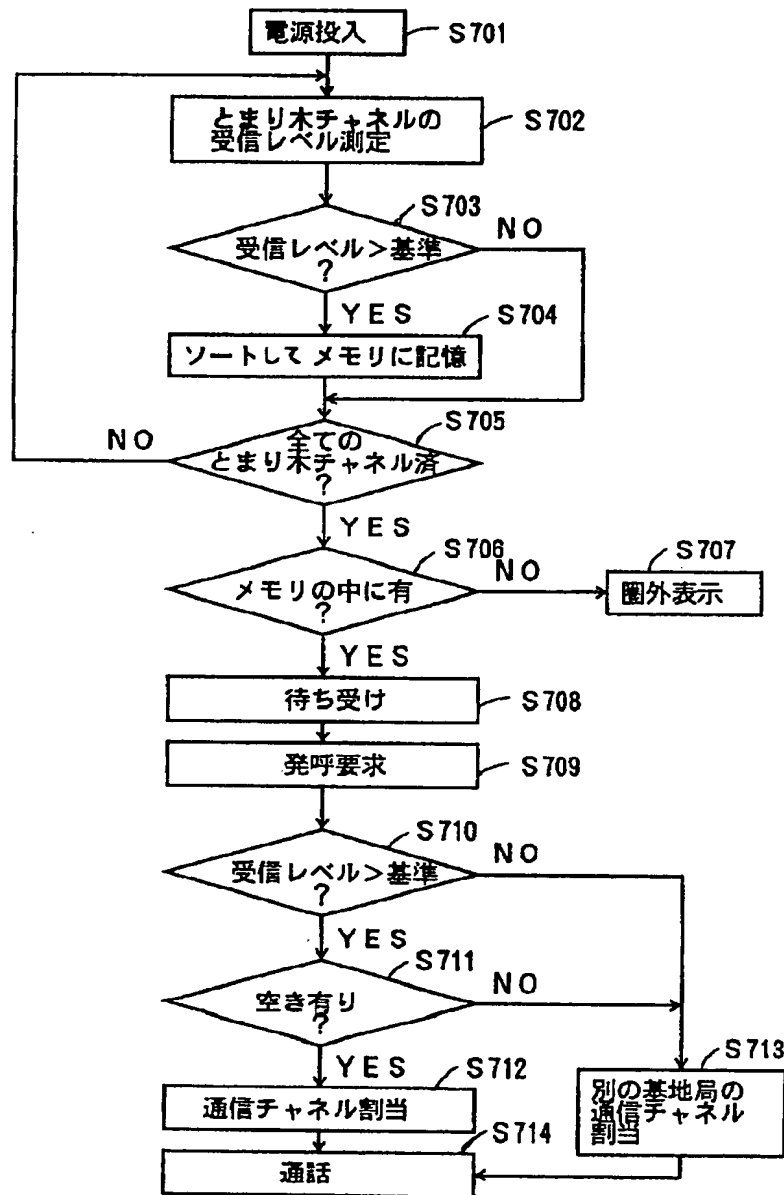 電源投入
S701
とまり木チャネルの
受信レベル測定
S702
S703
受信レベル＞基準
?
NO
YES
S704
ソートしてメモリに記憶
S705
全ての
とまり木チャネル済
?
NO
YES
S706
メモリの中に有
?
NO
S707
圏外表示
YES
待ち受け
S708
発呼要求
S709
S710
受信レベル＞基準
?
NO
YES
S711
空き有り
?
NO
YES
S712
通信チャネル割当
S713
別の基地局の
通信チャネル
割当
S714
通話